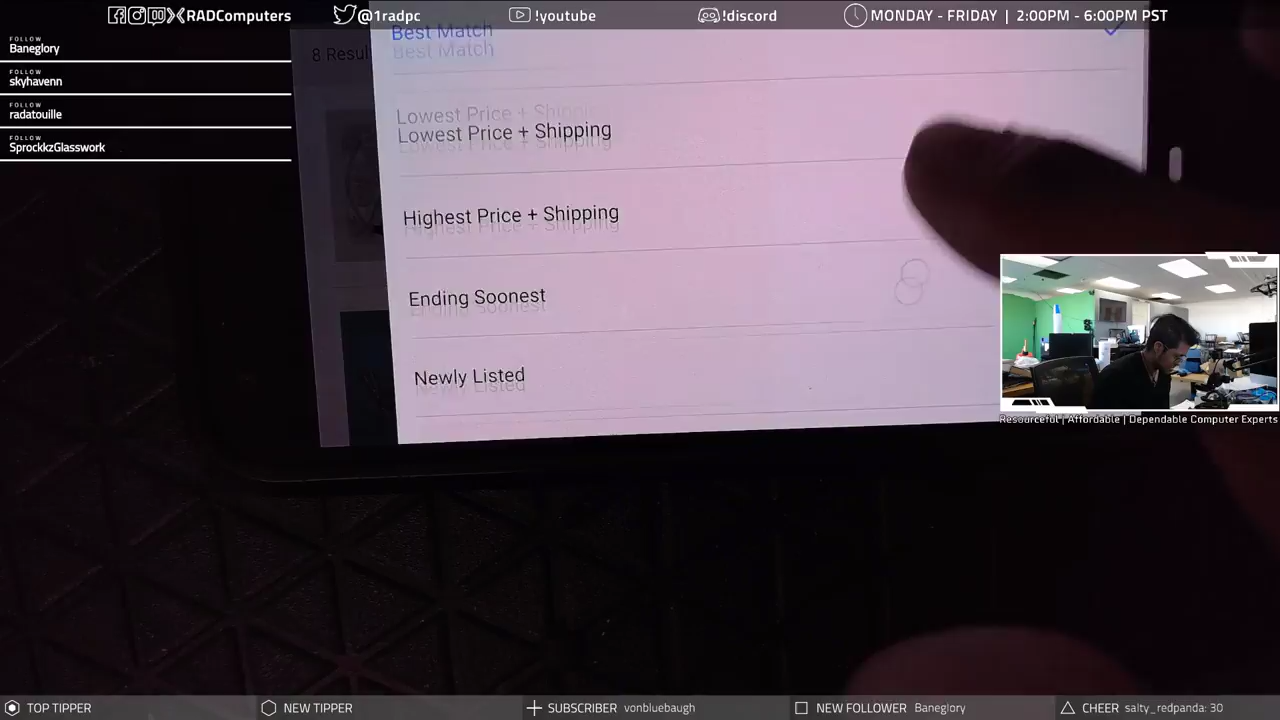 RADComputers
@1radpc
!youtube
!discord
MONDAY - FRIDAY | 2:00PM - 6:00PM PST
FOLLOW
Baneglory
FOLLOW
skyhavenn
FOLLOW
radatouille
FOLLOW
SprockkzGlasswork
8 Resul
Best Match
Lowest Price + Shipping
Highest Price + Shipping
Ending Soonest
Newly Listed
Resourceful | Affordable | Dependable Computer Experts
TOP TIPPER
NEW TIPPER
SUBSCRIBER vonbluebaugh
NEW FOLLOWER Baneglory
CHEER salty_redpanda: 30